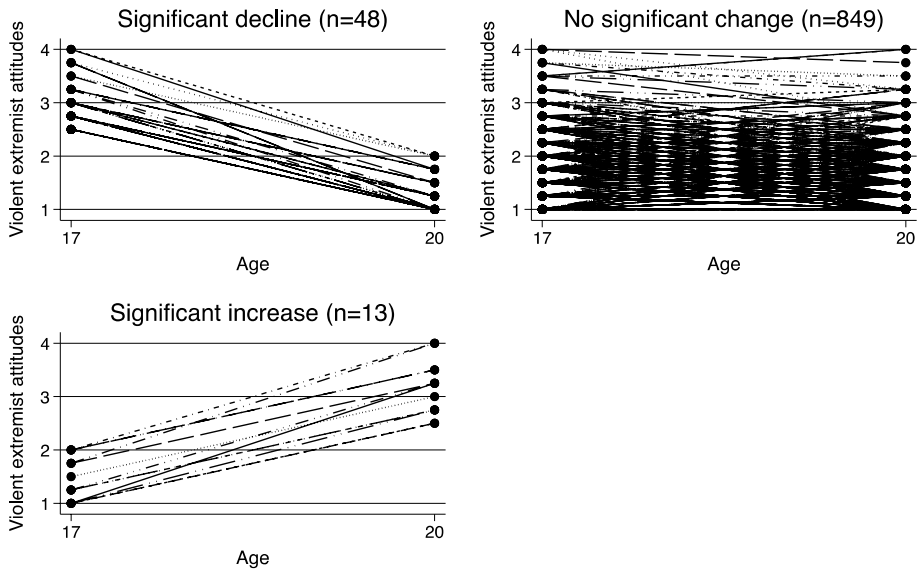 Significant decline (n=48)
Violent extremist attitudes
4
3
2
1
17
20
Age
No significant change (n=849)
Violent extremist attitudes
4
3
2
1
17
20
Age
Significant increase (n=13)
Violent extremist attitudes
4
3
2
1
17
20
Age